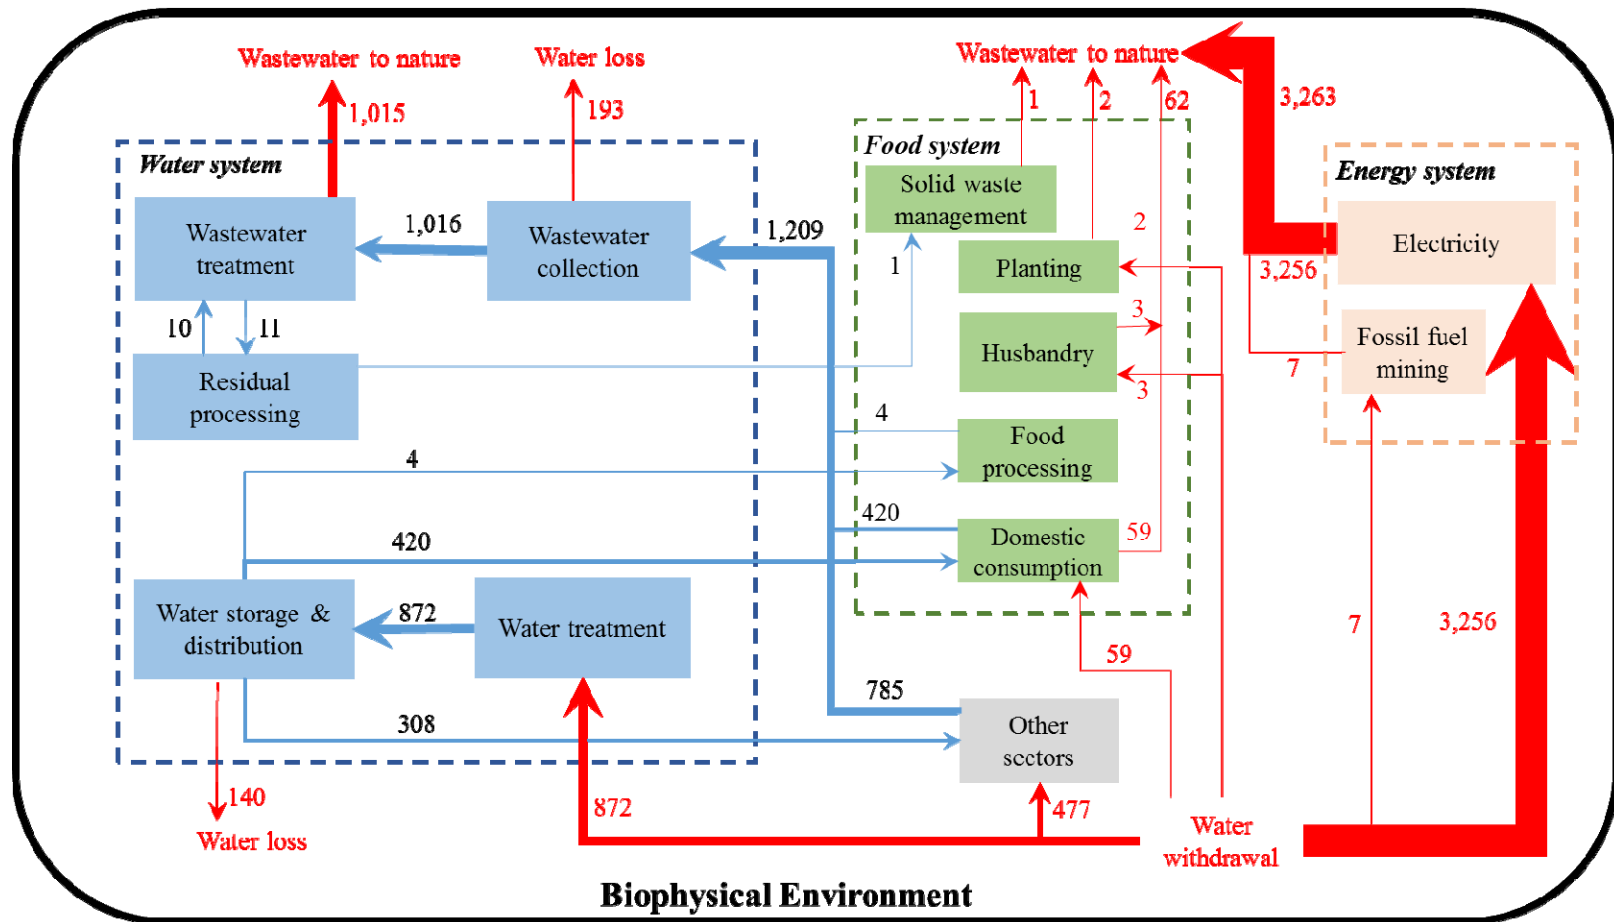 Wastewater to nature
Water loss
Wastewater to nature
1,015
193
1
2
62
3,263
Water system
Food system
Energy system
Wastewater
treatment
1,016
Wastewater
collection
1,209
Solid waste
management
2
Electricity
3,256
Planting
1
10
11
3
Husbandry
3
Fossil fuel
mining
7
Residual
processing
4
Food
processing
4
420
420
Domestic
consumption
59
Water storage &
distribution
872
Water treatment
59
7
3,256
785
308
Other
sectors
140
872
477
Water
withdrawal
Water loss
Biophysical Environment